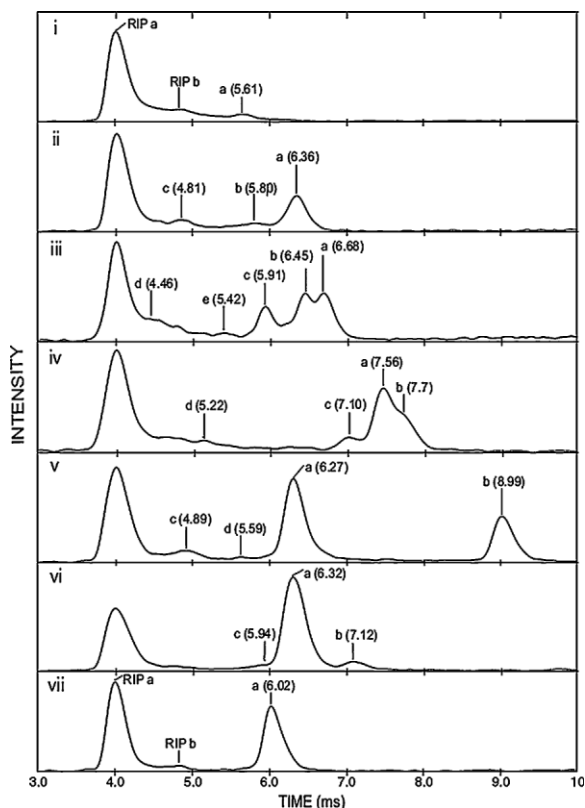 i
RIP a
RIP b
a (5.61)
ii
c (4.81)
b (5.80)
a (6.36)
iii
d (4.46)
e (5.42)
c (5.91)
b (6.45)
a (6.68)
iv
d (5.22)
c (7.10)
a (7.56)
b (7.7)
v
c (4.89)
d (5.59)
a (6.27)
b (8.99)
vi
c (5.94)
a (6.32)
b (7.12)
vii
RIP a
RIP b
a (6.02)
INTENSITY
3.0 4.0 5.0 6.0 7.0 8.0 9.0 10
TIME (ms)